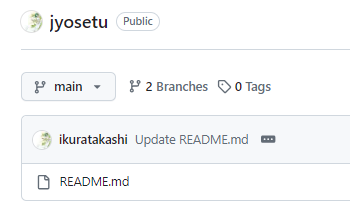 jyosetu Public
main 2 Branches 0 Tags
ikuratakashi Update README.md
README.md